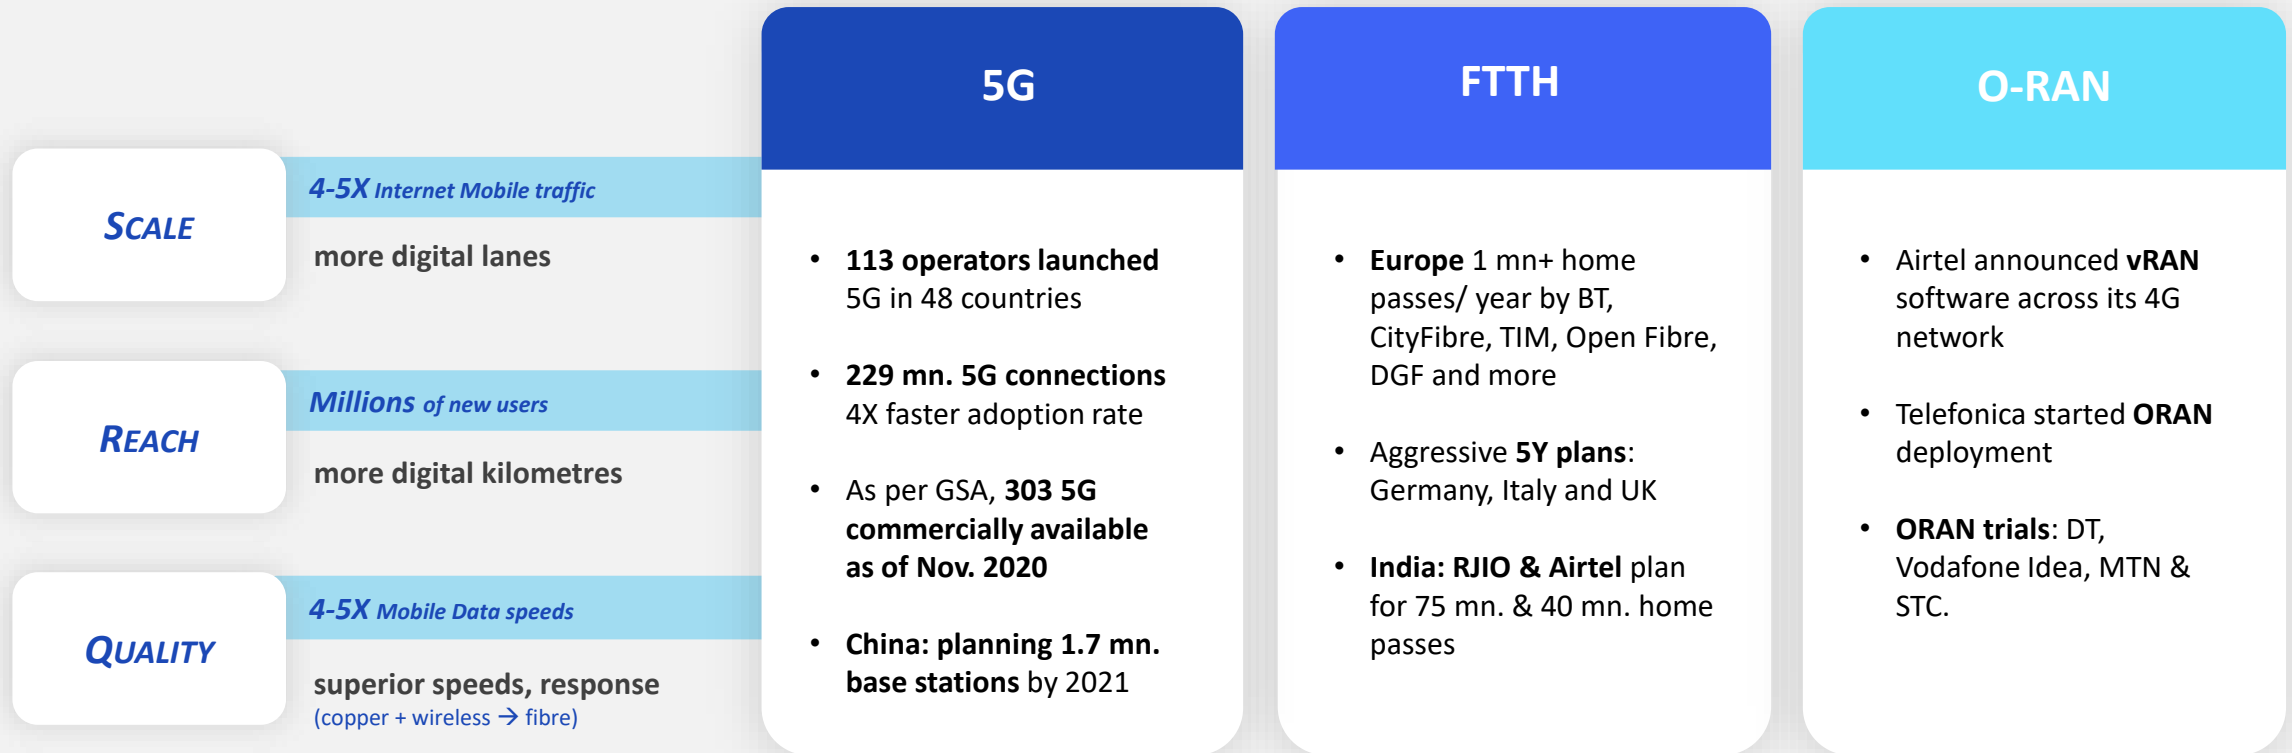 SCALE
4-5X Internet Mobile traffic
more digital lanes
REACH
Millions of new users
more digital kilometres
QUALITY
4-5X Mobile Data speeds
superior speeds, response
(copper + wireless → fibre)
5G
• 113 operators launched
5G in 48 countries
• 229 mn. 5G connections
4X faster adoption rate
• As per GSA, 303 5G
commercially available
as of Nov. 2020
• China: planning 1.7 mn.
base stations by 2021
FTTH
• Europe 1 mn+ home
passes/ year by BT,
CityFibre, TIM, Open Fibre,
DGF and more
• Aggressive 5Y plans:
Germany, Italy and UK
• India: RJIO & Airtel plan
for 75 mn. & 40 mn. home
passes
O-RAN
• Airtel announced vRAN
software across its 4G
network
• Telefonica started ORAN
deployment
• ORAN trials: DT,
Vodafone Idea, MTN &
STC.